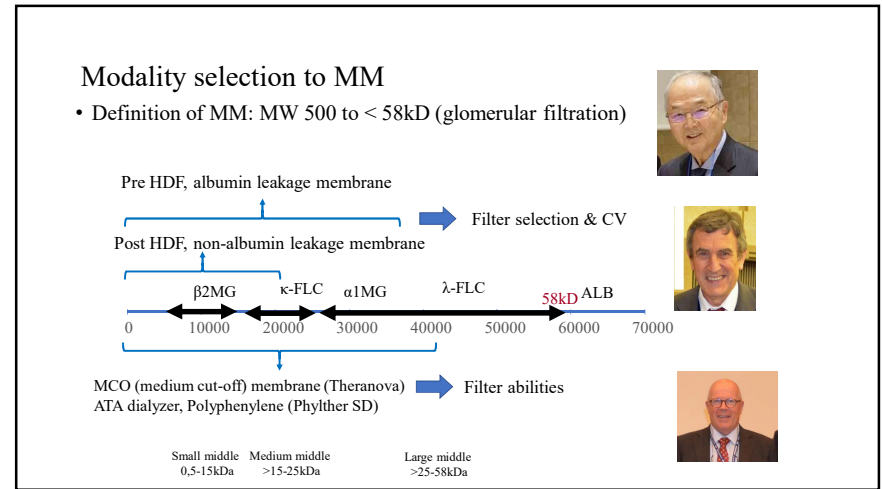 Modality selection to MM
• Definition of MM: MW 500 to < 58kD (glomerular filtration)
Pre HDF, albumin leakage membrane
Filter selection & CV
Post HDF, non-albumin leakage membrane
β2MG κ-FLC α1MG λ-FLC 58kD ALB
0 10000 20000 30000 40000 50000 60000 70000
MCO (medium cut-off) membrane (Theranova) Filter abilities
ATA dialyzer, Polyphenylene (Phylther SD)
Small middle Medium middle Large middle
0,5-15kDa >15-25kDa >25-58kDa